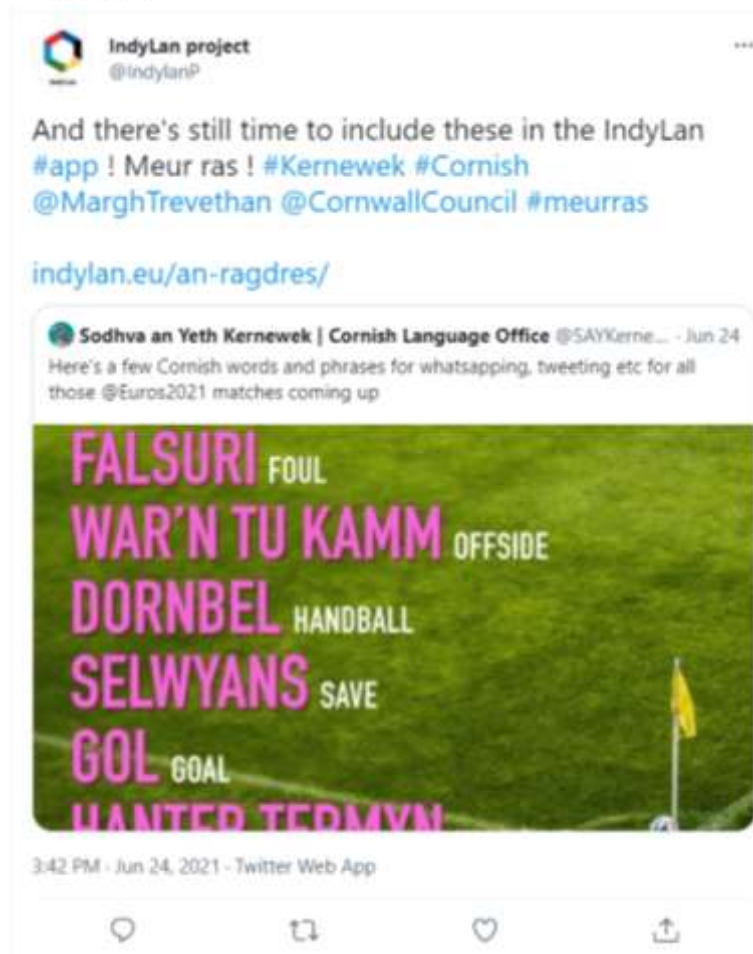 IndyLan project
@IndylanP
And there's still time to include these in the IndyLan
#app ! Meur ras ! #Kernewek #Cornish
@MarghTrevethan @CornwallCouncil #meurras
indylan.eu/an-ragdres/
Sodhva an Yeth Kernewek | Cornish Language Office @SAYKerne... · Jun 24
Here's a few Cornish words and phrases for whatsapping, tweeting etc for all
those @Euros2021 matches coming up
FALSURI FOUL
WAR'N TU KAMM OFFSIDE
DORNBEL HANDBALL
SELWYANS SAVE
GOL GOAL
HANTER TERMYN
3:42 PM · Jun 24, 2021 · Twitter Web App